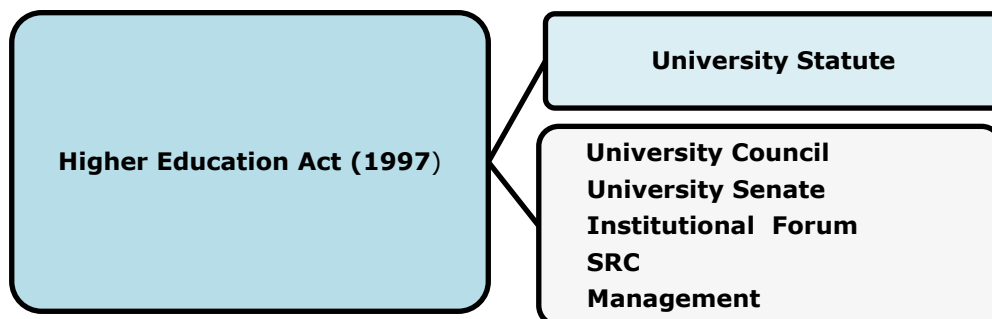 Higher Education Act (1997)
University Statute
University Council
University Senate
Institutional Forum
SRC
Management